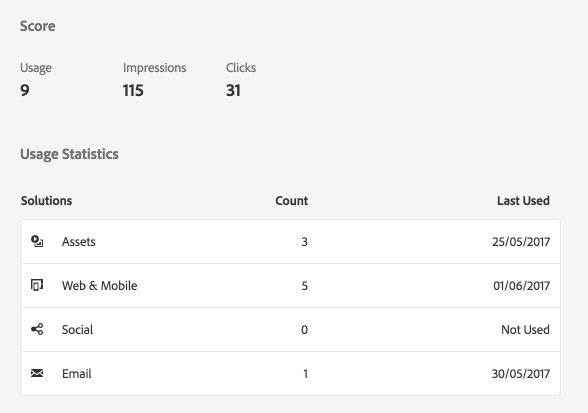 Score
Usage Impressions Clicks
9 115 31
Usage Statistics
Solutions Count Last Used
Assets 3 25/05/2017
Web & Mobile 5 01/06/2017
Social 0 Not Used
Email 1 30/05/2017